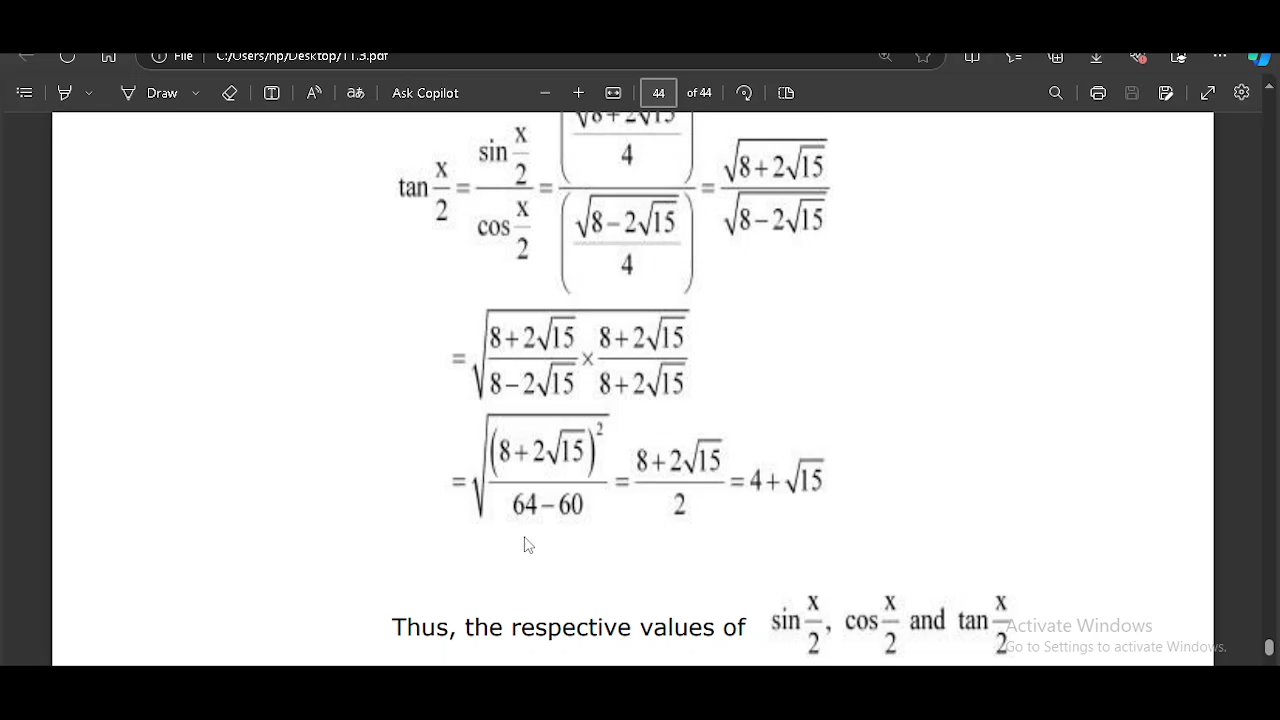 File | C:/Users/np/Desktop/11.3.pdf
Draw Ask Copilot 44 of 44
tan x/2 = (sin x/2)/(cos x/2) = (√(8+2√15)/4)/(√(8−2√15)/4) = √(8+2√15)/√(8−2√15)
= √((8+2√15)/(8−2√15) × (8+2√15)/(8+2√15))
= √((8+2√15)²/(64−60)) = (8+2√15)/2 = 4+√15
Thus, the respective values of sin x/2, cos x/2 and tan x/2
Activate Windows
Go to Settings to activate Windows.